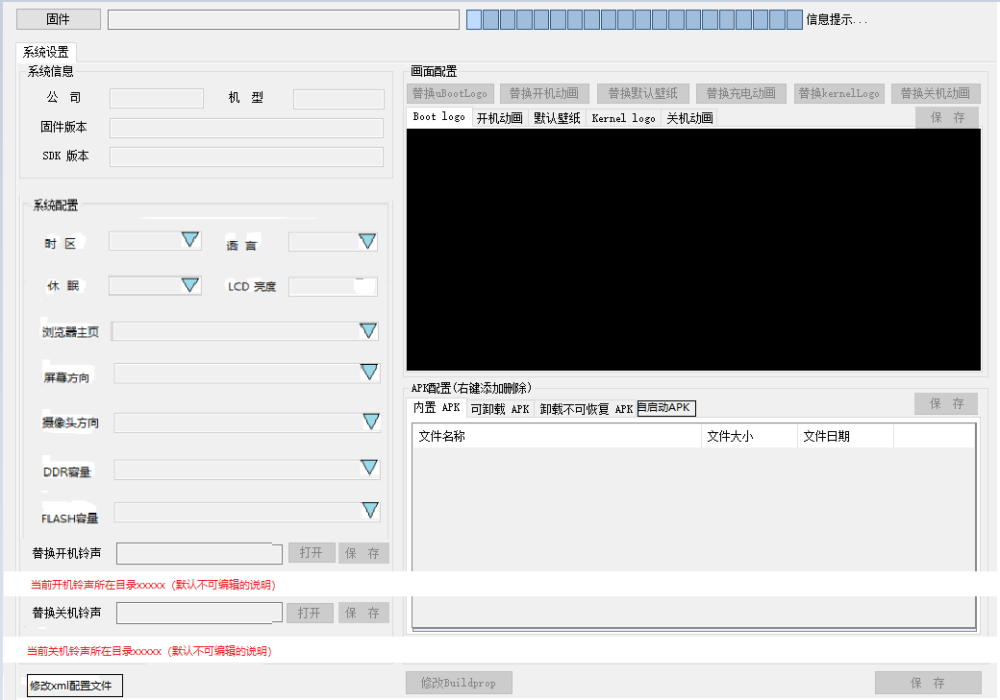 固件
信息提示...
系统设置
系统信息
公 司
机 型
固件版本
SDK 版本
系统配置
时 区
语 言
休 眠
LCD 亮度
浏览器主页
屏幕方向
摄像头方向
DDR容量
FLASH容量
替换开机铃声
打开
保 存
当前开机铃声所在目录xxxxx（默认不可编辑的说明）
替换关机铃声
打开
保 存
当前关机铃声所在目录xxxxx（默认不可编辑的说明）
修改xml配置文件
画面配置
替换uBootLogo
替换开机动画
替换默认壁纸
替换充电动画
替换kernelLogo
替换关机动画
Boot logo
开机动画
默认壁纸
Kernel logo
关机动画
保 存
APK配置(右键添加删除)
内置 APK
可卸载 APK
卸载不可恢复 APK
自启动APK
保 存
文件名称
文件大小
文件日期
修改Buildprop
保 存